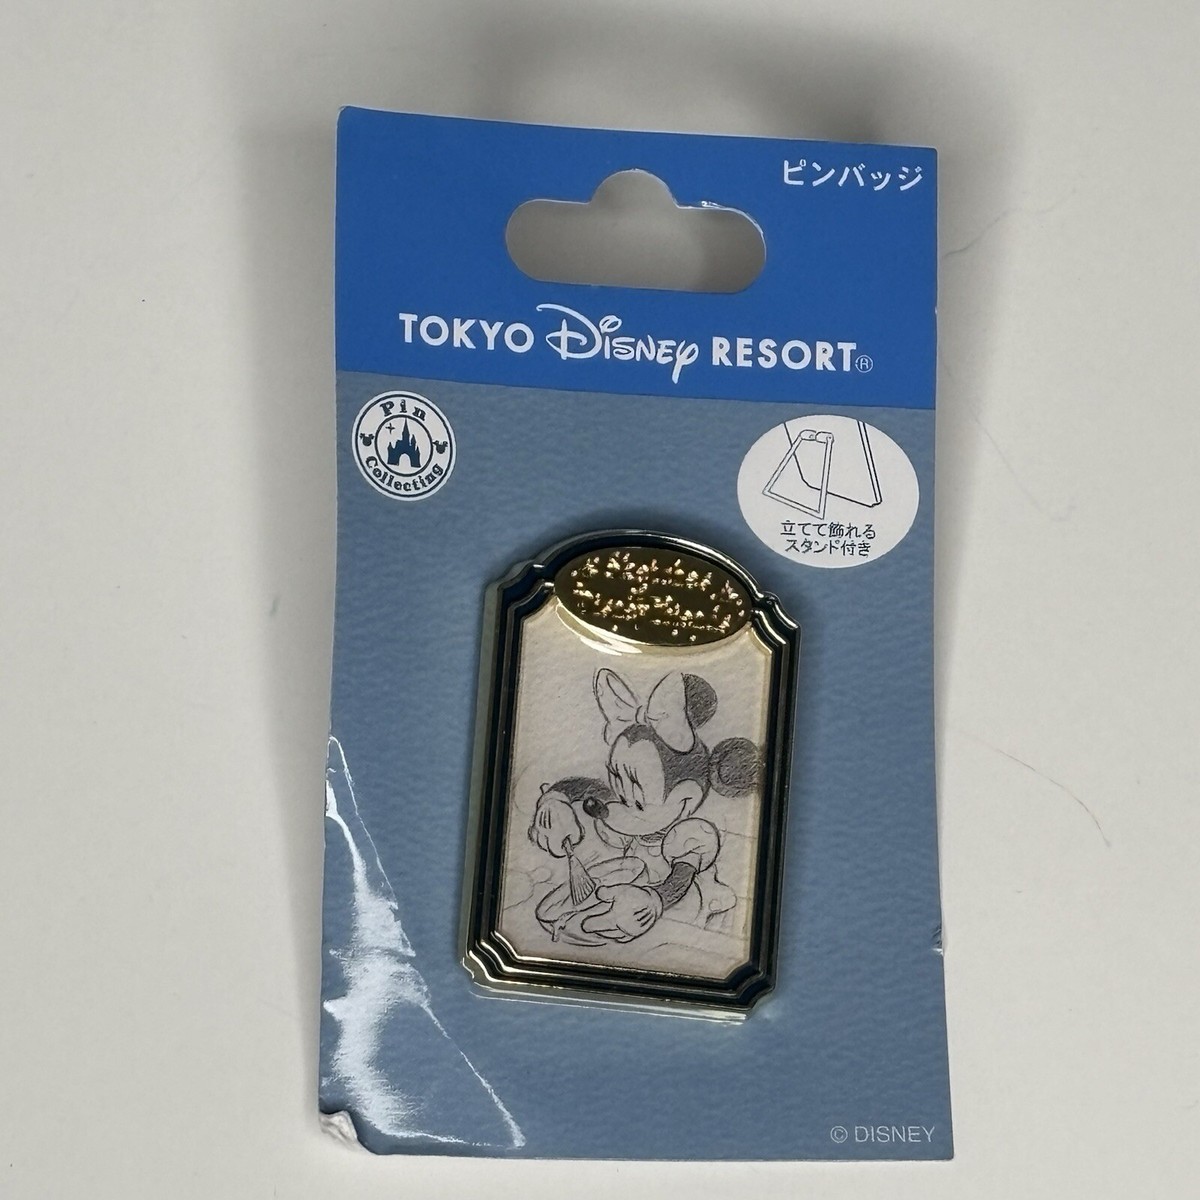 ピンバッジ
TOKYO Disney RESORT®
Pin
Collecting
立てて飾れる
スタンド付き
© DISNEY